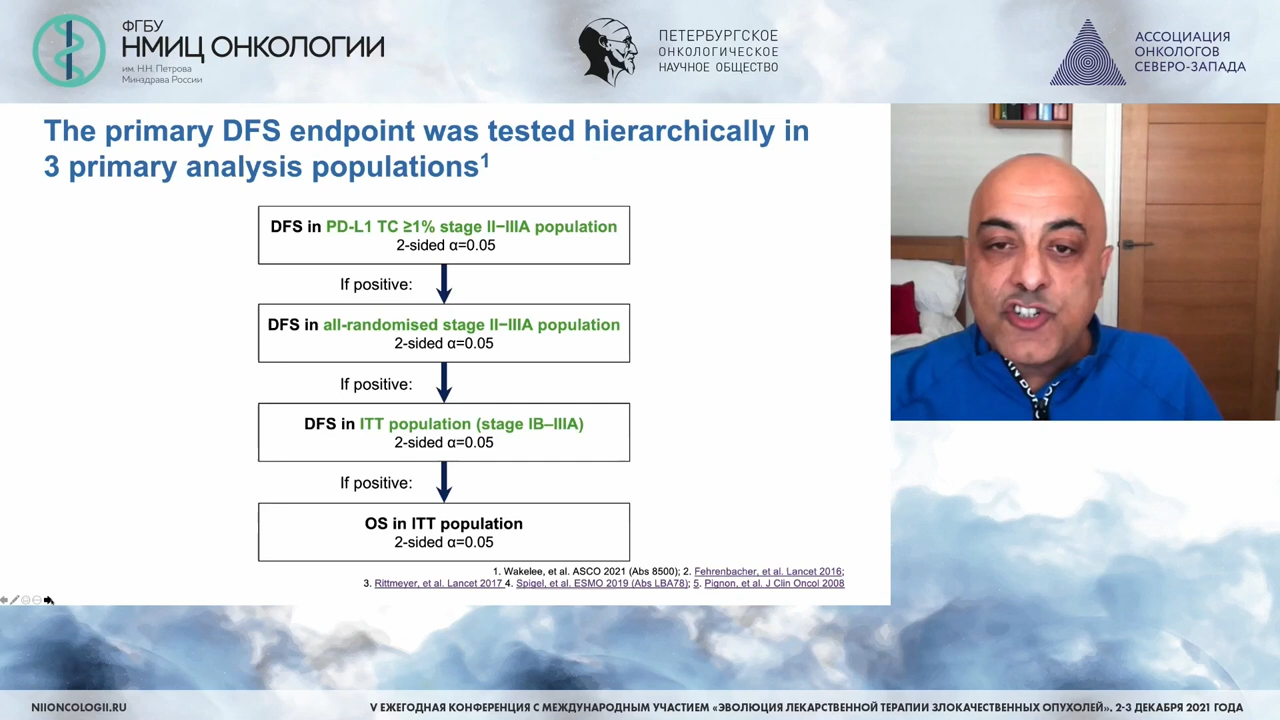 ФГБУ
НМИЦ ОНКОЛОГИИ
им. Н.Н. Петрова
Минздрава России
ПЕТЕРБУРГСКОЕ
ОНКОЛОГИЧЕСКОЕ
НАУЧНОЕ ОБЩЕСТВО
АССОЦИАЦИЯ
ОНКОЛОГОВ
СЕВЕРО-ЗАПАДА
The primary DFS endpoint was tested hierarchically in
3 primary analysis populations¹
DFS in PD-L1 TC ≥1% stage II–IIIA population
2-sided α=0.05
If positive:
DFS in all-randomised stage II–IIIA population
2-sided α=0.05
If positive:
DFS in ITT population (stage IB–IIIA)
2-sided α=0.05
If positive:
OS in ITT population
2-sided α=0.05
1. Wakelee, et al. ASCO 2021 (Abs 8500); 2. Fehrenbacher, et al. Lancet 2016;
3. Rittmeyer, et al. Lancet 2017 4. Spigel, et al. ESMO 2019 (Abs LBA78); 5. Pignon, et al. J Clin Oncol 2008
NIIONCOLOGII.RU
V ЕЖЕГОДНАЯ КОНФЕРЕНЦИЯ С МЕЖДУНАРОДНЫМ УЧАСТИЕМ «ЭВОЛЮЦИЯ ЛЕКАРСТВЕННОЙ ТЕРАПИИ ЗЛОКАЧЕСТВЕННЫХ ОПУХОЛЕЙ». 2-3 ДЕКАБРЯ 2021 ГОДА